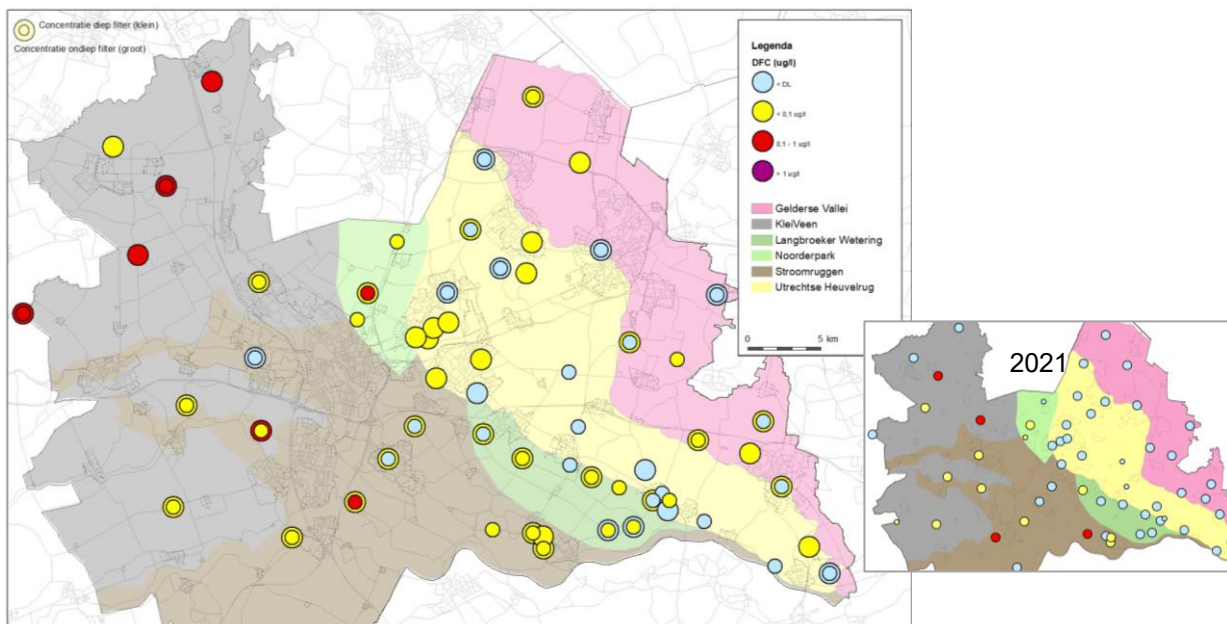 Concentratie diep filter (klein)
Concentratie ondiep filter (groot)
Legenda
DFC (ug/l)
< DL
< 0,1 ug/l
0,1 - 1 ug/l
> 1 ug/l
Gelderse Vallei
KleiVeen
Langbroeker Wetering
Noorderpark
Stroomruggen
Utrechtse Heuvelrug
0 5 km
2021